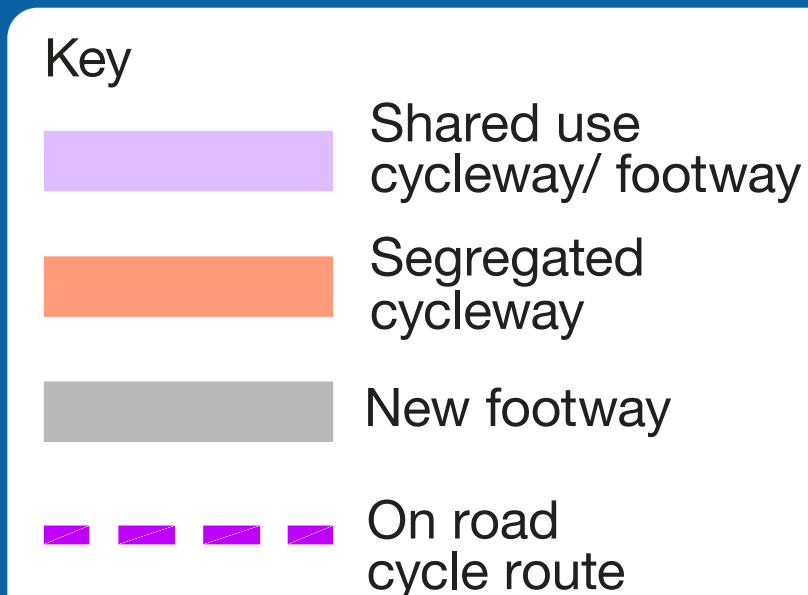 Key
Shared use
cycleway/ footway
Segregated
cycleway
New footway
On road
cycle route